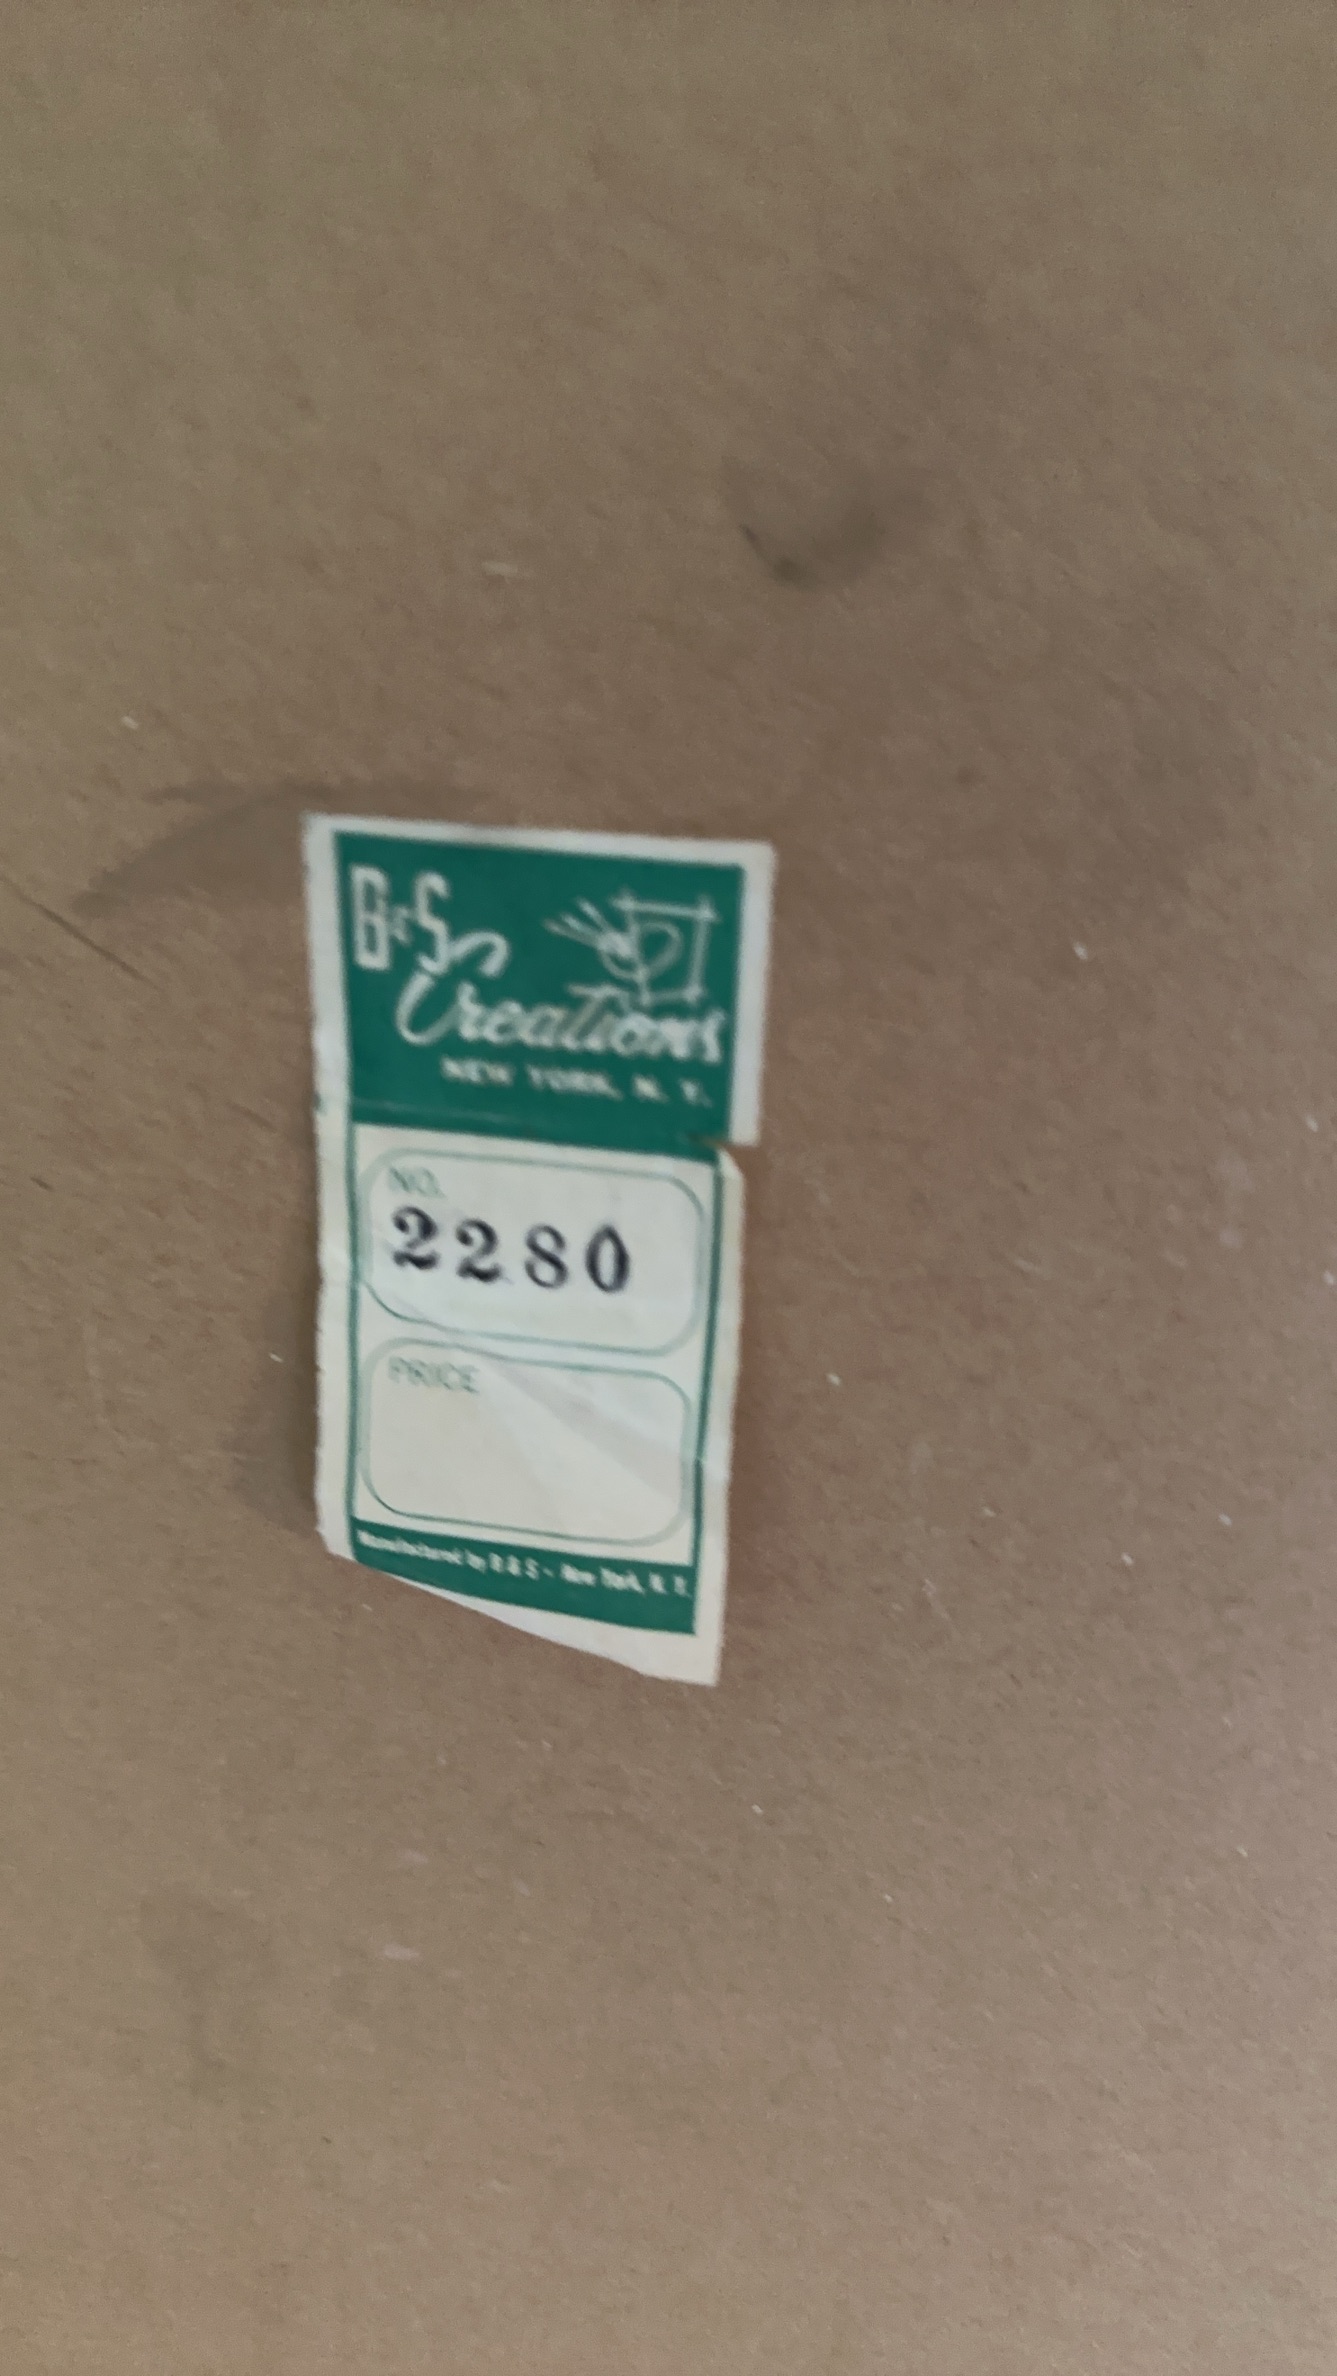 B&S
Creations
NEW YORK, N. Y.
NO.
2280
PRICE
Manufactured by B & S - New York, N. Y.